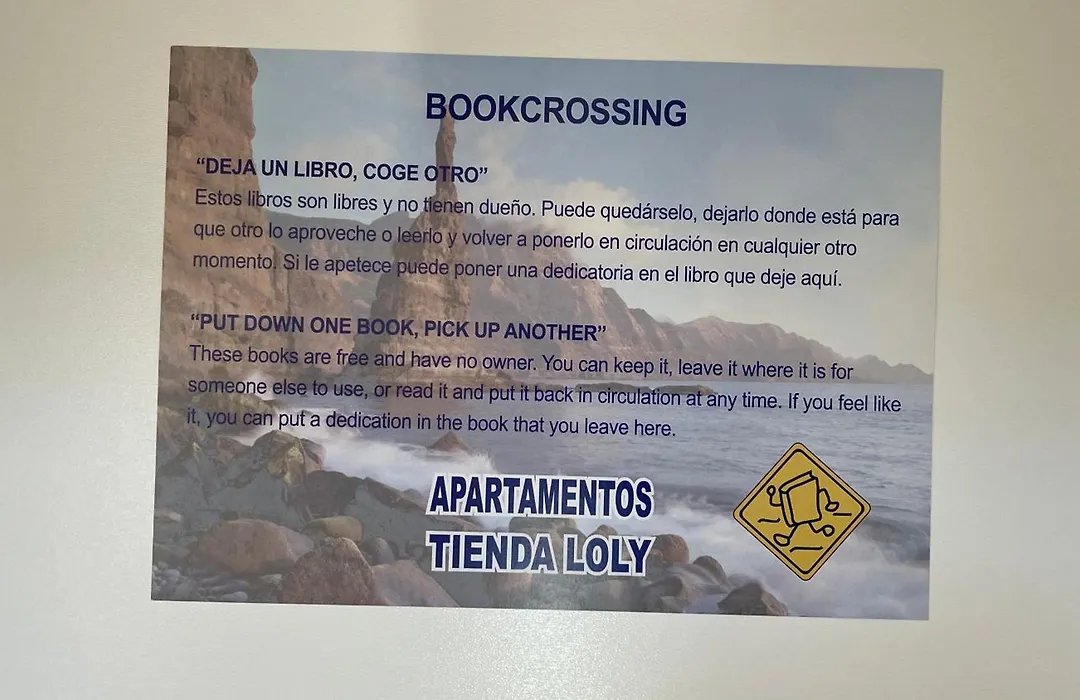 BOOKCROSSING
“DEJA UN LIBRO, COGE OTRO”
Estos libros son libres y no tienen dueño. Puede quedárselo, dejarlo donde está para
que otro lo aproveche o leerlo y volver a ponerlo en circulación en cualquier otro
momento. Si le apetece puede poner una dedicatoria en el libro que deje aquí.
“PUT DOWN ONE BOOK, PICK UP ANOTHER”
These books are free and have no owner. You can keep it, leave it where it is for
someone else to use, or read it and put it back in circulation at any time. If you feel like
it, you can put a dedication in the book that you leave here.
APARTAMENTOS
TIENDA LOLY